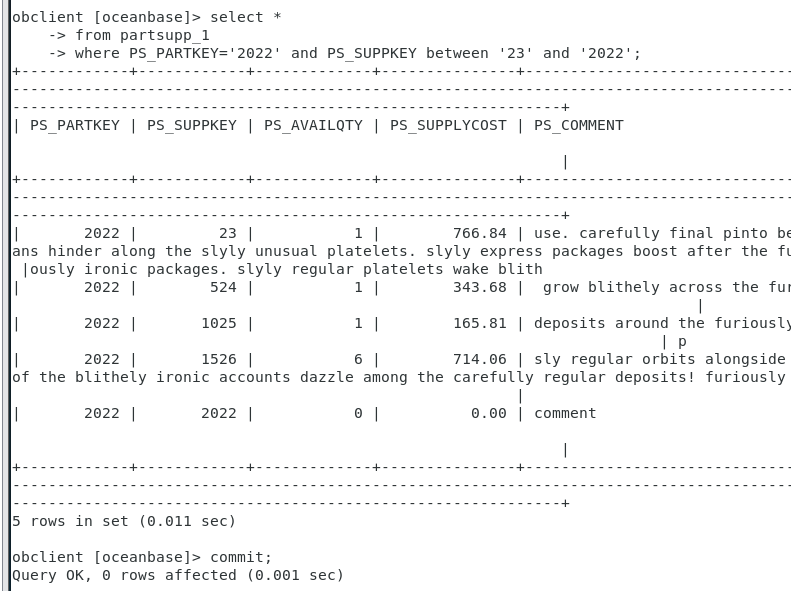 obclient [oceanbase]> select *
    -> from partsupp_1
    -> where PS_PARTKEY='2022' and PS_SUPPKEY between '23' and '2022';
+------------+------------+-------------+---------------+------------------------------
---------------------------------------------------------------------------------------
-------------------------------------------------------------+
| PS_PARTKEY | PS_SUPPKEY | PS_AVAILQTY | PS_SUPPLYCOST | PS_COMMENT
                                                             |
+------------+------------+-------------+---------------+------------------------------
---------------------------------------------------------------------------------------
-------------------------------------------------------------+
|       2022 |         23 |           1 |        766.84 | use. carefully final pinto be
ans hinder along the slyly unusual platelets. slyly express packages boost after the fu
 |ously ironic packages. slyly regular platelets wake blith
|       2022 |        524 |           1 |        343.68 |  grow blithely across the fur
                                                                            |
|       2022 |       1025 |           1 |        165.81 | deposits around the furiously
                                                                        | p
|       2022 |       1526 |           6 |        714.06 | sly regular orbits alongside
of the blithely ironic accounts dazzle among the carefully regular deposits! furiously
                                                        |
|       2022 |       2022 |           0 |          0.00 | comment
                                                             |
+------------+------------+-------------+---------------+------------------------------
---------------------------------------------------------------------------------------
-------------------------------------------------------------+
5 rows in set (0.011 sec)
obclient [oceanbase]> commit;
Query OK, 0 rows affected (0.001 sec)